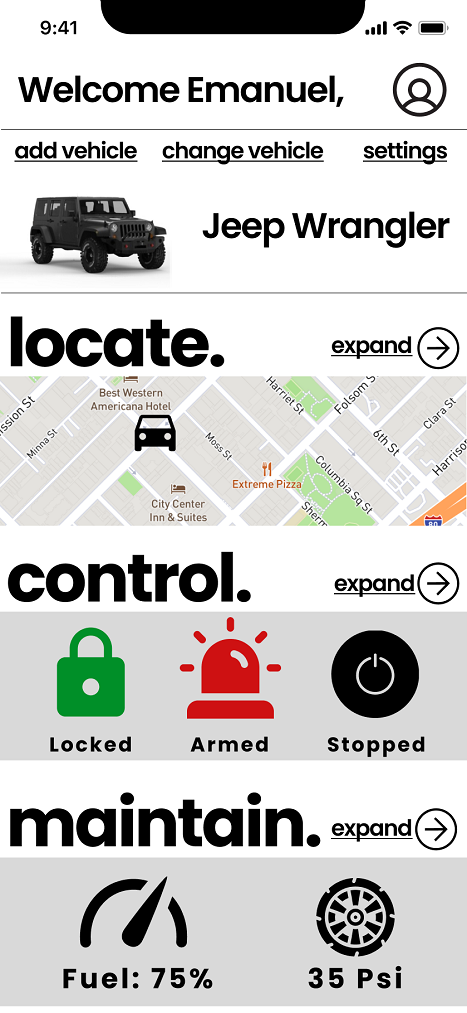 9:41
Welcome Emanuel,
add vehicle change vehicle settings
Jeep Wrangler
locate.
expand
Best Western
Americana Hotel
Harriet St
Folsom S
Clara St
ission St
Minna St
Moss St
6th St
Harriso
Extreme Pizza
Columbia Sq St
City Center
Inn & Suites
Sherm
80
control.
expand
Locked Armed Stopped
maintain.
expand
Fuel: 75% 35 Psi